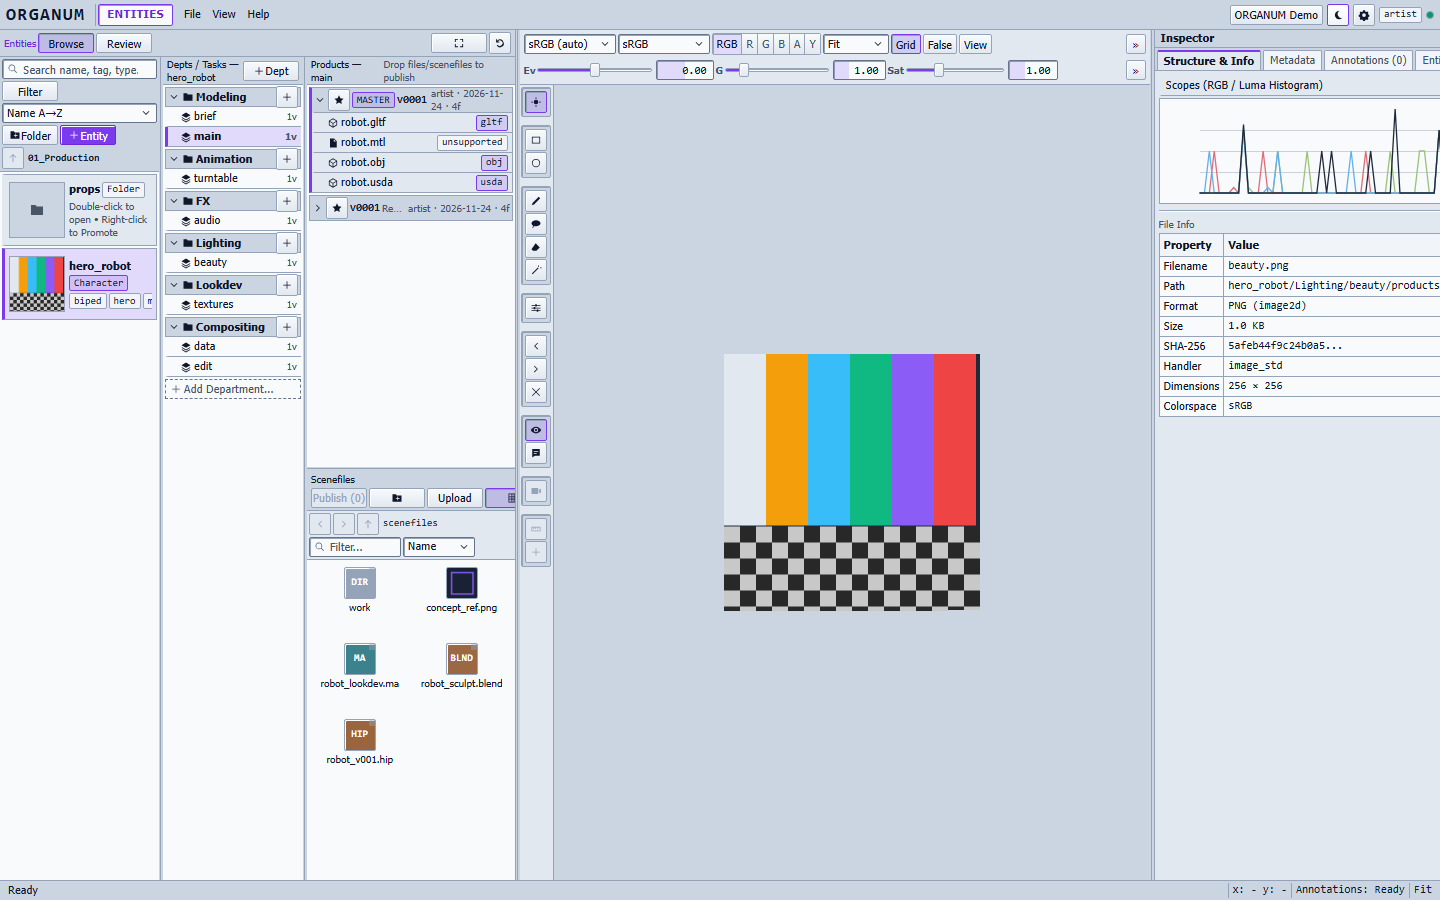 ORGANUM ENTITIES File View Help ORGANUM Demo artist
Entities Browse Review
Search name, tag, type.
Filter
Name A→Z
Folder +Entity
01_Production
props Folder
Double-click to
open • Right-click
to Promote
hero_robot
Character
biped hero
Depts / Tasks —
hero_robot
+ Dept
Modeling
brief 1v
main 1v
Animation
turntable 1v
FX
audio 1v
Lighting
beauty 1v
Lookdev
textures 1v
Compositing
data 1v
edit 1v
+ Add Department...
Products —
main
Drop files/scenefiles to
publish
MASTER v0001 artist · 2026-11-
24 · 4f
robot.gltf gltf
robot.mtl unsupported
robot.obj obj
robot.usda usda
v0001 Re... artist · 2026-11-24 · 4f
Scenefiles
Publish (0) Upload
scenefiles
Filter... Name
DIR
work
concept_ref.png
MA
robot_lookdev.ma
BLND
robot_sculpt.blend
HIP
robot_v001.hip
sRGB (auto) sRGB RGB R G B A Y Fit Grid False View »
Ev 0.00 G 1.00 Sat 1.00 »
Inspector
Structure & Info Metadata Annotations (0) Enti
Scopes (RGB / Luma Histogram)
File Info
Property Value
Filename beauty.png
Path hero_robot/Lighting/beauty/products
Format PNG (image2d)
Size 1.0 KB
SHA-256 5afeb44f9c24b0a5...
Handler image_std
Dimensions 256 × 256
Colorspace sRGB
Ready x: - y: - Annotations: Ready Fit